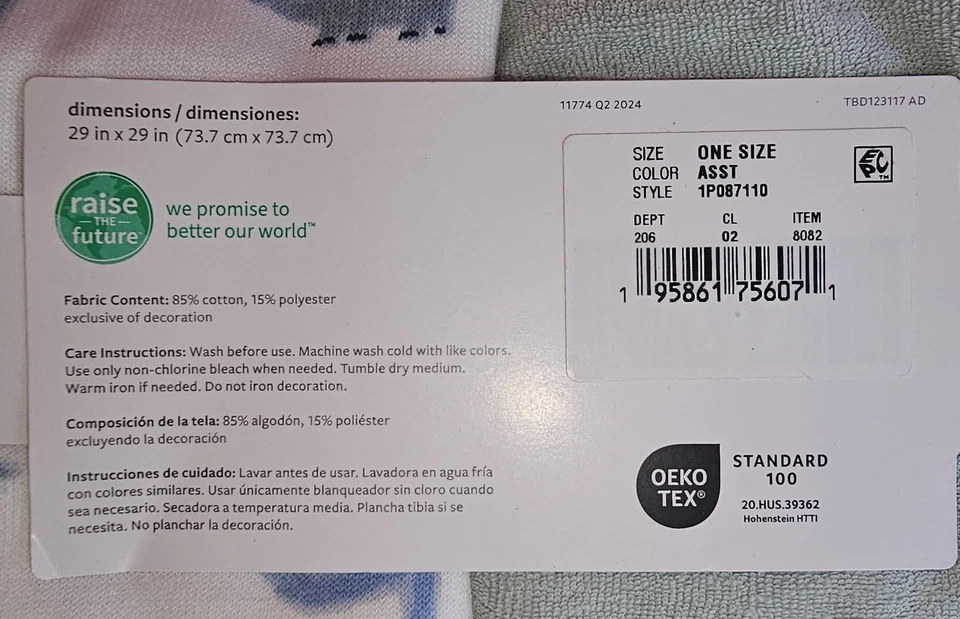 dimensions / dimensiones:
29 in x 29 in (73.7 cm x 73.7 cm)
raise
THE
future
we promise to
better our world™
Fabric Content: 85% cotton, 15% polyester
exclusive of decoration
Care Instructions: Wash before use. Machine wash cold with like colors.
Use only non-chlorine bleach when needed. Tumble dry medium.
Warm iron if needed. Do not iron decoration.
Composición de la tela: 85% algodón, 15% poliéster
excluyendo la decoración
Instrucciones de cuidado: Lavar antes de usar. Lavadora en agua fría
con colores similares. Usar únicamente blanqueador sin cloro cuando
sea necesario. Secadora a temperatura media. Plancha tibia si se
necesita. No planchar la decoración.
11774 Q2 2024
TBD123117 AD
SIZE ONE SIZE
COLOR ASST
STYLE 1P087110
EPC™
DEPT CL ITEM
206 02 8082
1 95861 75607 1
OEKO
TEX®
STANDARD
100
20.HUS.39362
Hohenstein HTTI